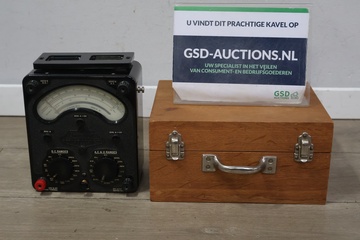 U VINDT DIT PRACHTIGE KAVEL OP
GSD-AUCTIONS.NL
UW SPECIALIST IN HET VEILEN
VAN CONSUMENT- EN BEDRIJFSGOEDEREN
GSD